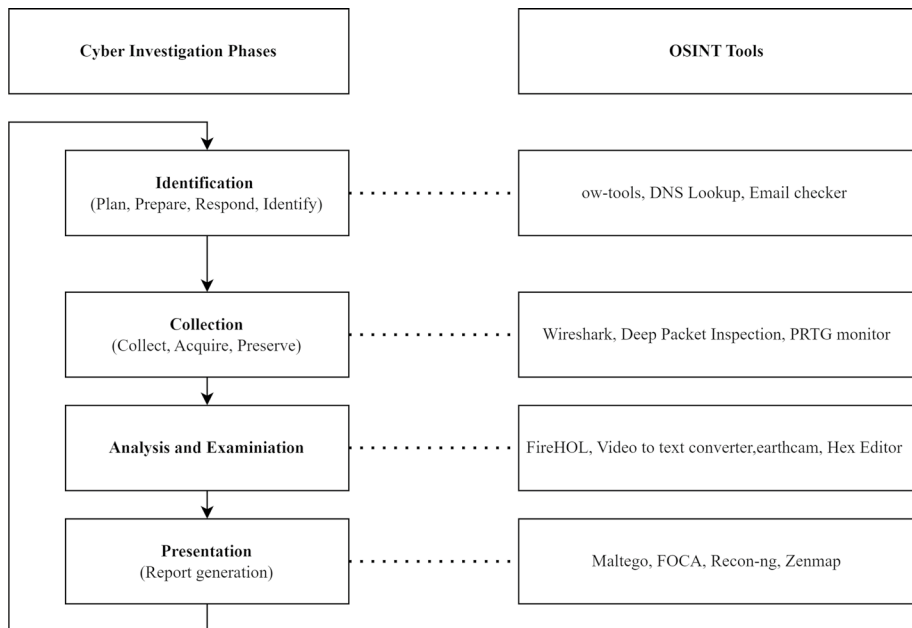 Cyber Investigation Phases
OSINT Tools
Identification
(Plan, Prepare, Respond, Identify)
ow-tools, DNS Lookup, Email checker
Collection
(Collect, Acquire, Preserve)
Wireshark, Deep Packet Inspection, PRTG monitor
Analysis and Examiniation
FireHOL, Video to text converter,earthcam, Hex Editor
Presentation
(Report generation)
Maltego, FOCA, Recon-ng, Zenmap